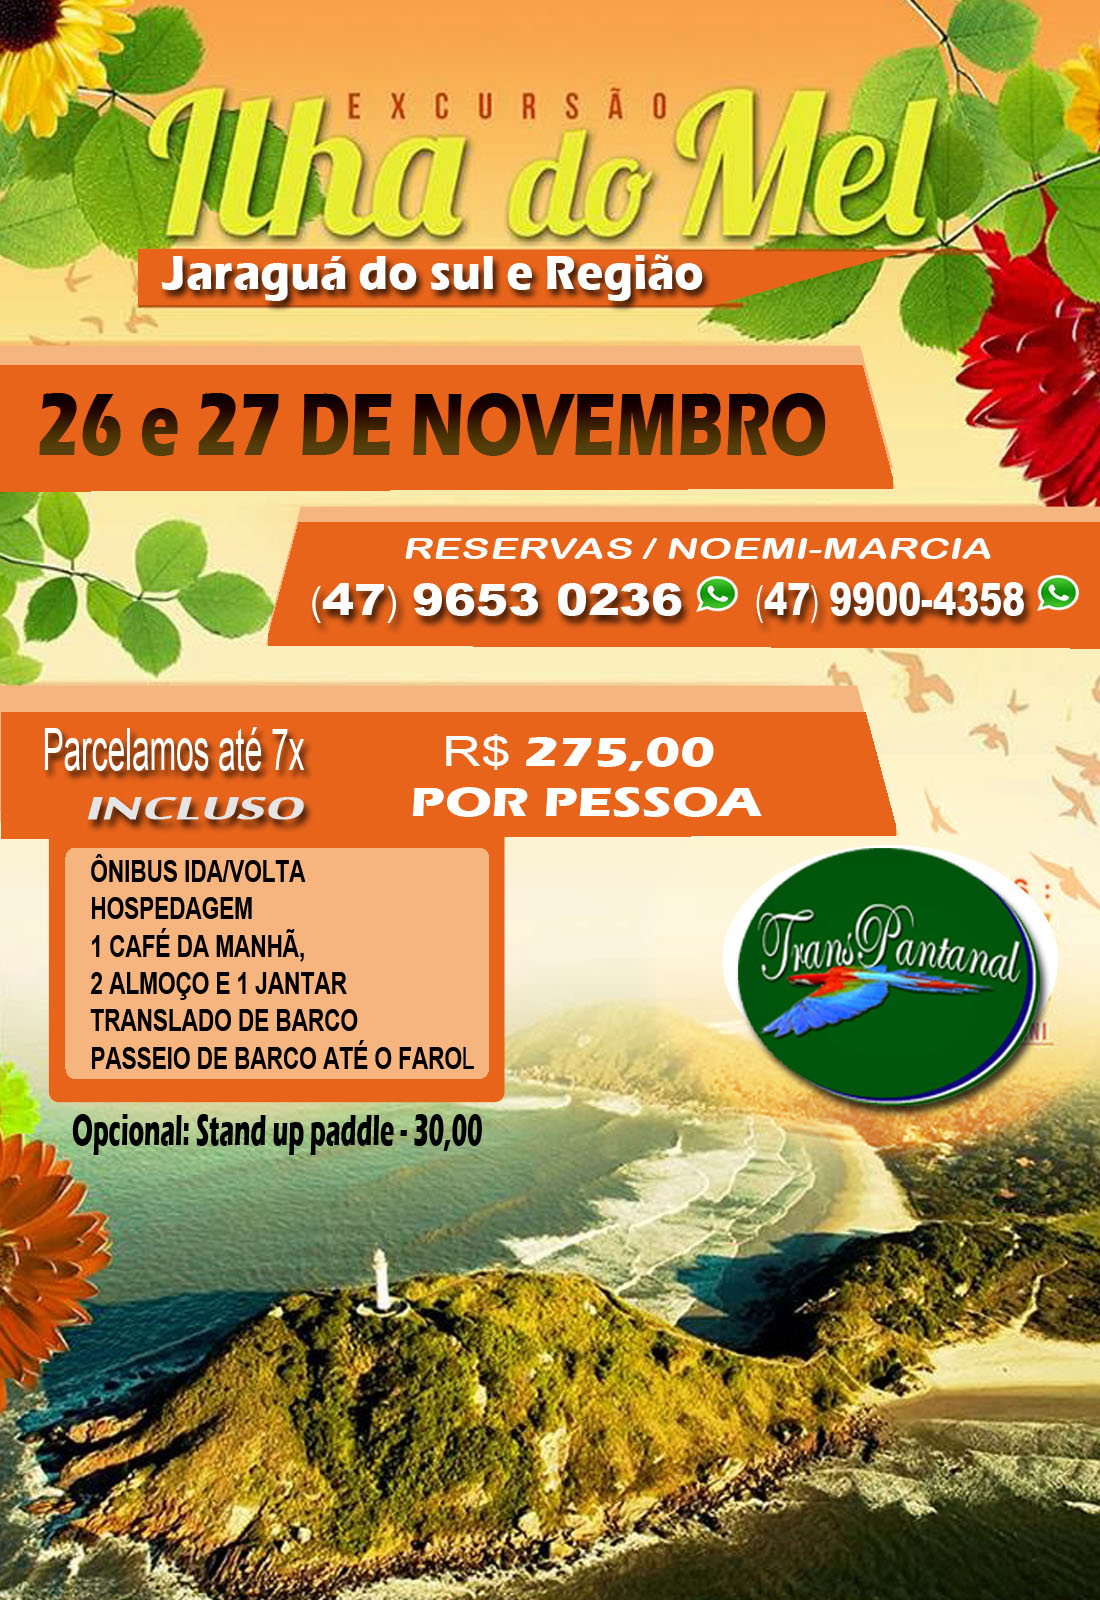 EXCURSÃO
Ilha do Mel
Jaraguá do sul e Região
26 e 27 DE NOVEMBRO
RESERVAS / NOEMI-MARCIA
(47) 9653 0236 (47) 9900-4358
Parcelamos até 7x
INCLUSO
R$ 275,00
POR PESSOA
ÔNIBUS IDA/VOLTA
HOSPEDAGEM
1 CAFÉ DA MANHÃ,
2 ALMOÇO E 1 JANTAR
TRANSLADO DE BARCO
PASSEIO DE BARCO ATÉ O FAROL
Opcional: Stand up paddle - 30,00
TransPantanal